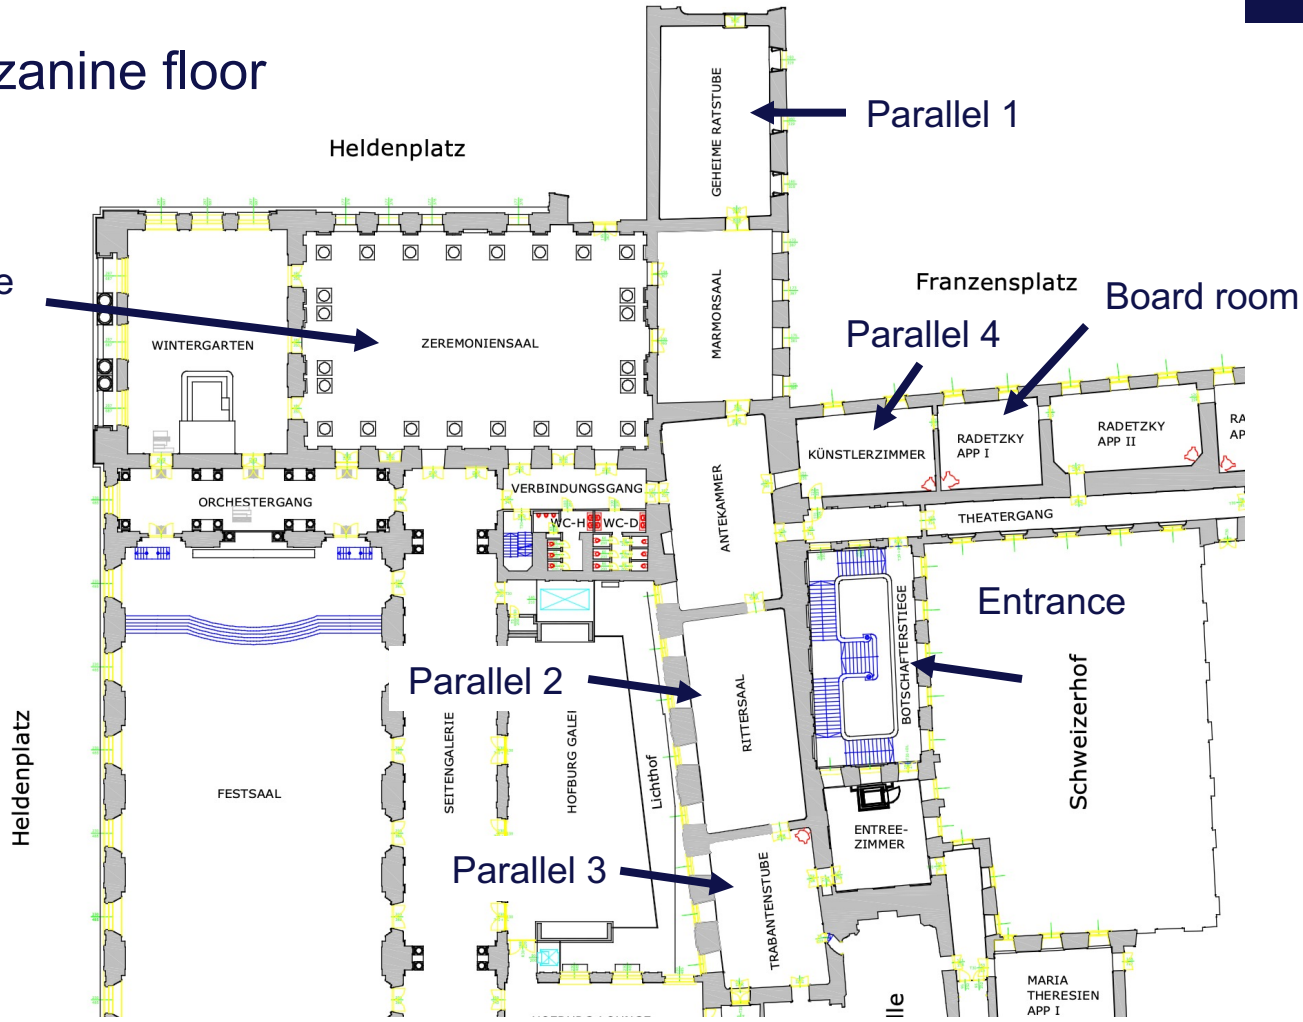 zanine floor
Heldenplatz
GEHEIME RATSTUBE
Parallel 1
e
WINTERGARTEN
ZEREMONIENSAAL
MARMORSAAL
Franzensplatz
Board room
Parallel 4
KÜNSTLERZIMMER
RADETZKY
APP I
RADETZKY
APP II
RA
AP
ORCHESTERGANG
VERBINDUNGSGANG
WC-H
WC-D
ANTEKAMMER
THEATERGANG
BOTSCHAFTERSTIEGE
Entrance
Schweizerhof
Parallel 2
RITTERSAAL
Heldenplatz
FESTSAAL
SEITENGALERIE
HOFBURG GALEI
Lichthof
ENTREE-
ZIMMER
Parallel 3
TRABANTENSTUBE
MARIA
THERESIEN
APP I
lle